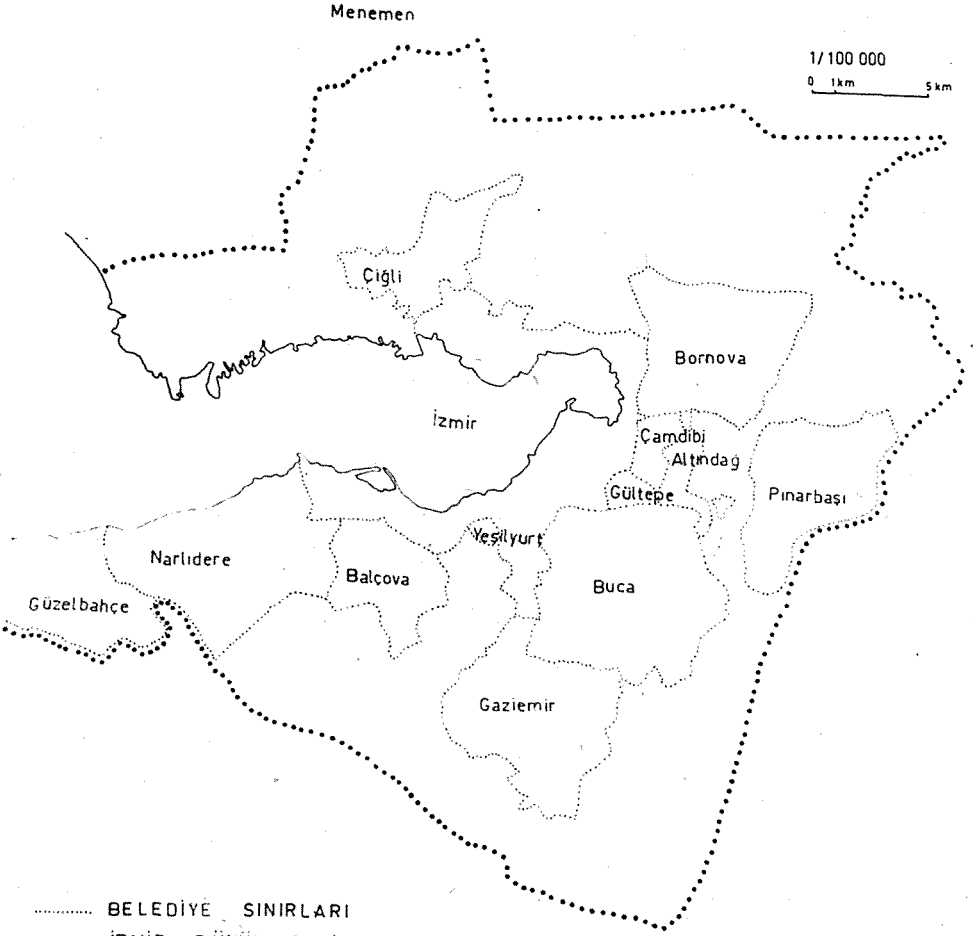 Menemen
1/100 000
0 1km 5km
Çiğli
Bornova
İzmir
Çamdibi
Altındağ
Gültepe
Pınarbaşı
Yeşilyurt
Narlıdere
Balçova
Buca
Güzelbahçe
Gaziemir
BELEDİYE SINIRLARI